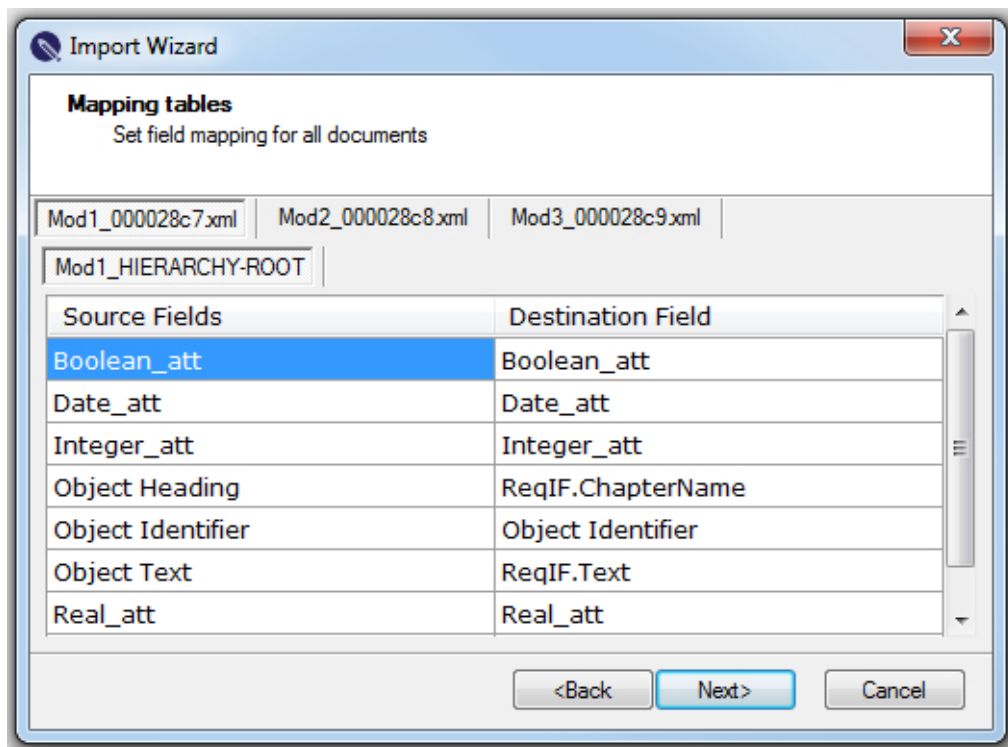 Import Wizard
Mapping tables
Set field mapping for all documents
Mod1_000028c7.xml Mod2_000028c8.xml Mod3_000028c9.xml
Mod1_HIERARCHY-ROOT
Source Fields Destination Field
Boolean_att Boolean_att
Date_att Date_att
Integer_att Integer_att
Object Heading ReqIF.ChapterName
Object Identifier Object Identifier
Object Text ReqIF.Text
Real_att Real_att
<Back Next> Cancel